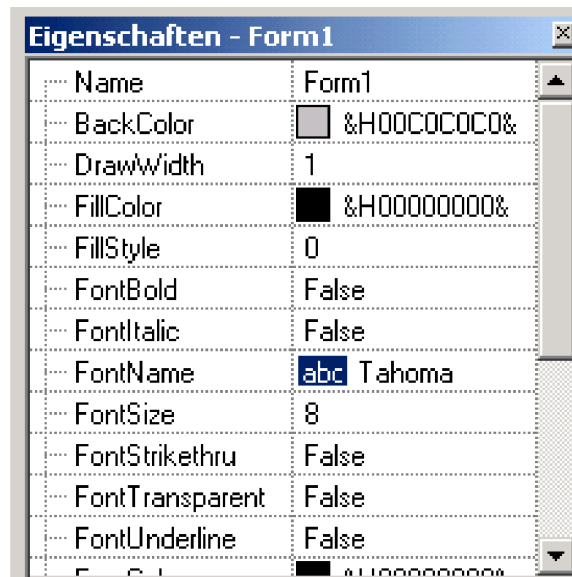 Eigenschaften - Form1
Name Form1
BackColor &H00C0C0C0&
DrawWidth 1
FillColor &H00000000&
FillStyle 0
FontBold False
FontItalic False
FontName abc Tahoma
FontSize 8
FontStrikethru False
FontTransparent False
FontUnderline False